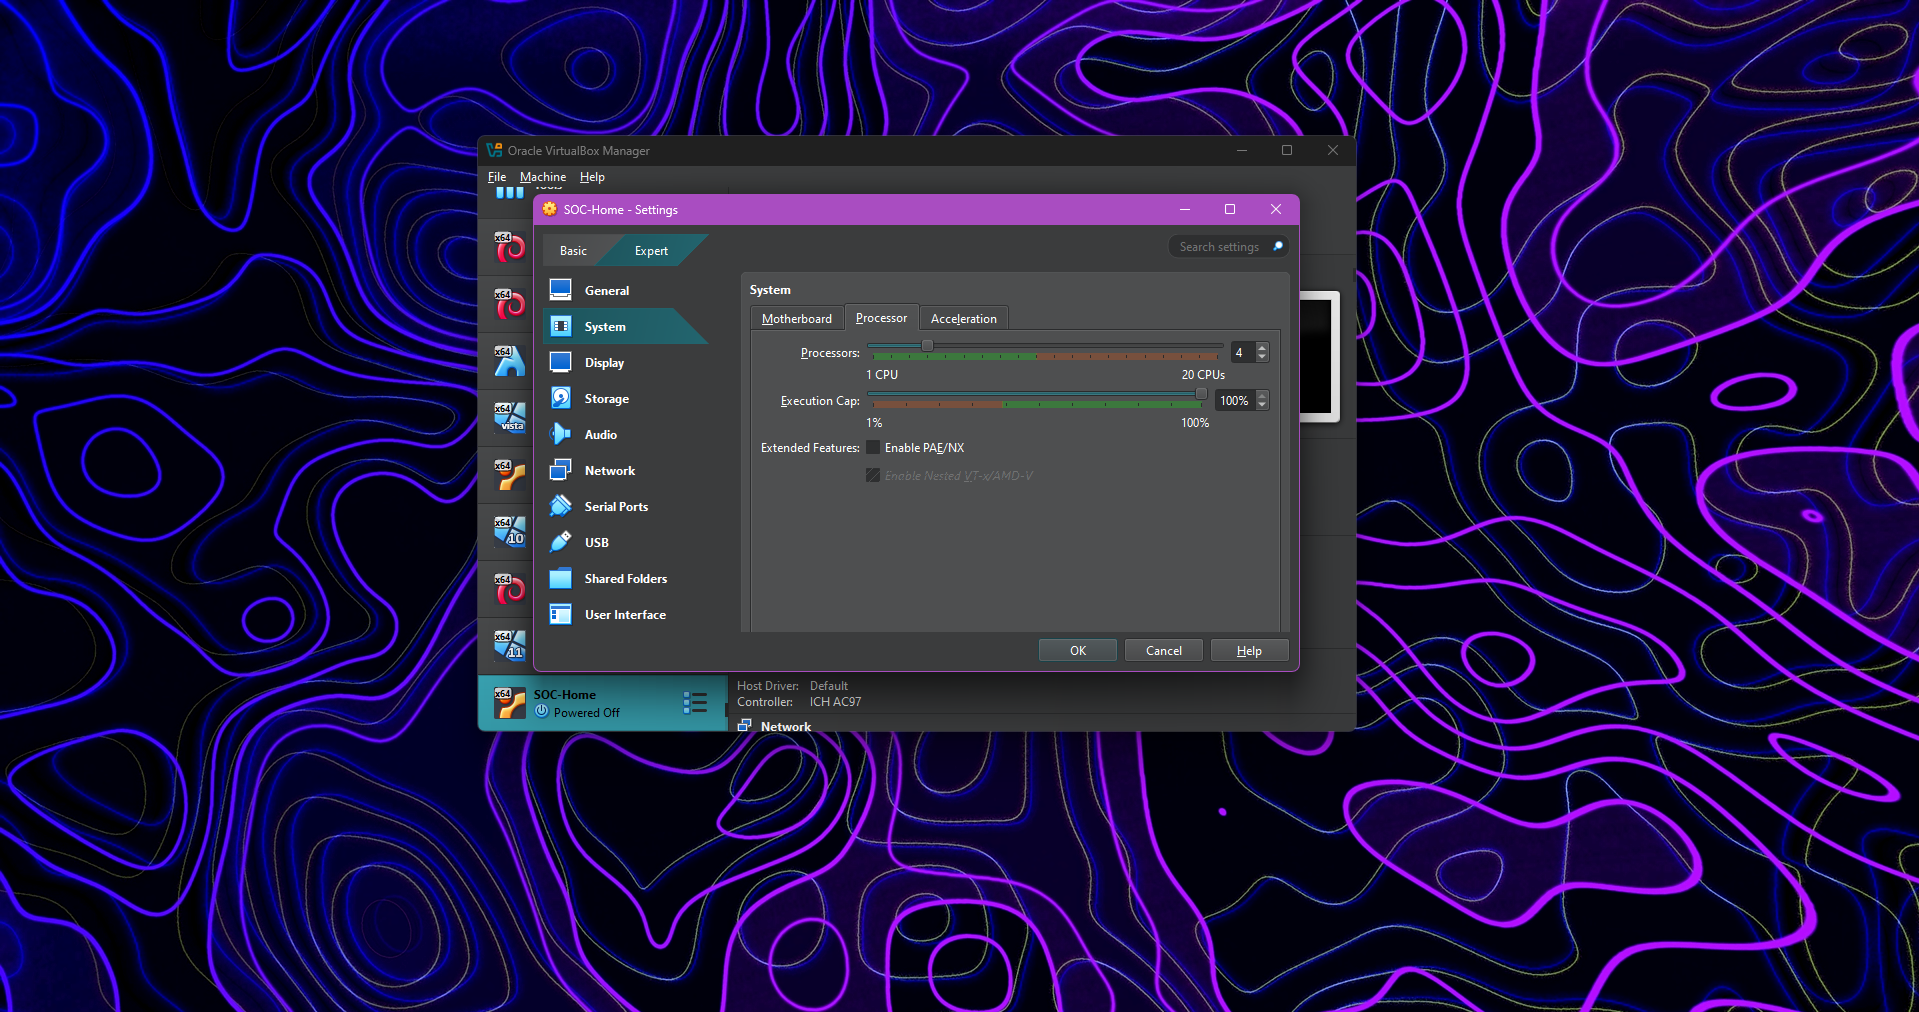 Oracle VirtualBox Manager
File Machine Help
SOC-Home - Settings
Basic Expert
Search settings
General
System
Display
Storage
Audio
Network
Serial Ports
USB
Shared Folders
User Interface
System
Motherboard Processor Acceleration
Processors: 4
1 CPU 20 CPUs
Execution Cap: 100%
1% 100%
Extended Features: Enable PAE/NX
Enable Nested VT-x/AMD-V
OK Cancel Help
x64
x64
x64
x64
vista
x64
x64
10
x64
x64
11
x64
SOC-Home
Powered Off
Host Driver: Default
Controller: ICH AC97
Network